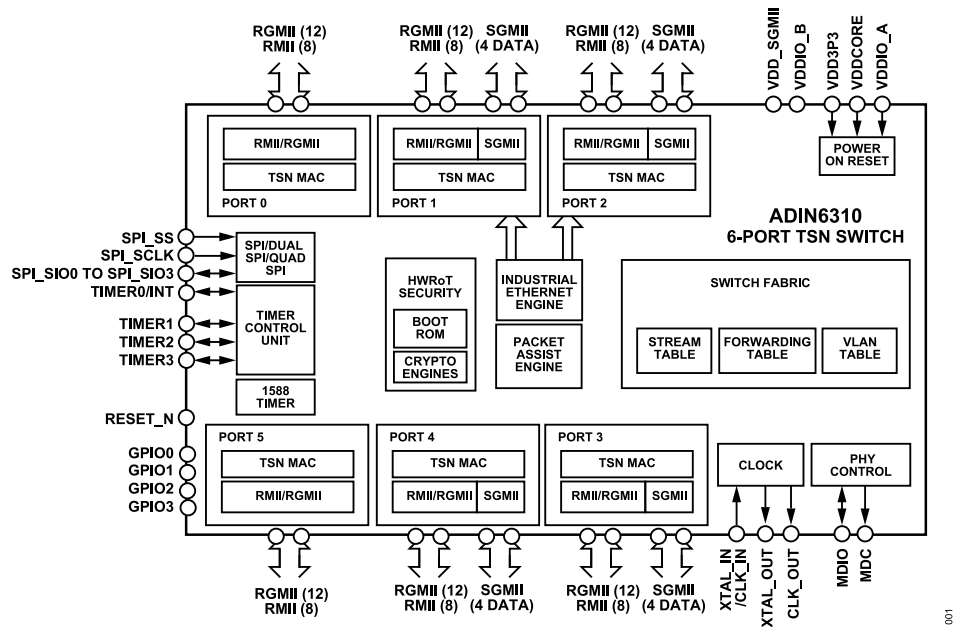 RGMII (12)
RMII (8)
RGMII (12)
RMII (8)
SGMII
(4 DATA)
RGMII (12)
RMII (8)
SGMII
(4 DATA)
VDD_SGMII
VDDIO_B
VDD3P3
VDDCORE
VDDIO_A
RMII/RGMII
TSN MAC
PORT 0
RMII/RGMII
SGMII
TSN MAC
PORT 1
RMII/RGMII
SGMII
TSN MAC
PORT 2
POWER
ON RESET
ADIN6310
6-PORT TSN SWITCH
SPI_SS
SPI_SCLK
SPI_SIO0 TO SPI_SIO3
TIMER0/INT
TIMER1
TIMER2
TIMER3
SPI/DUAL
SPI/QUAD
SPI
TIMER
CONTROL
UNIT
1588
TIMER
HWRoT
SECURITY
BOOT
ROM
CRYPTO
ENGINES
INDUSTRIAL
ETHERNET
ENGINE
PACKET
ASSIST
ENGINE
SWITCH FABRIC
STREAM
TABLE
FORWARDING
TABLE
VLAN
TABLE
RESET_N
GPIO0
GPIO1
GPIO2
GPIO3
PORT 5
TSN MAC
RMII/RGMII
PORT 4
TSN MAC
RMII/RGMII
SGMII
PORT 3
TSN MAC
RMII/RGMII
SGMII
CLOCK
PHY
CONTROL
RGMII (12)
RMII (8)
RGMII (12)
RMII (8)
SGMII
(4 DATA)
RGMII (12)
RMII (8)
SGMII
(4 DATA)
XTAL_IN
/CLK_IN
XTAL_OUT
CLK_OUT
MDIO
MDC
001